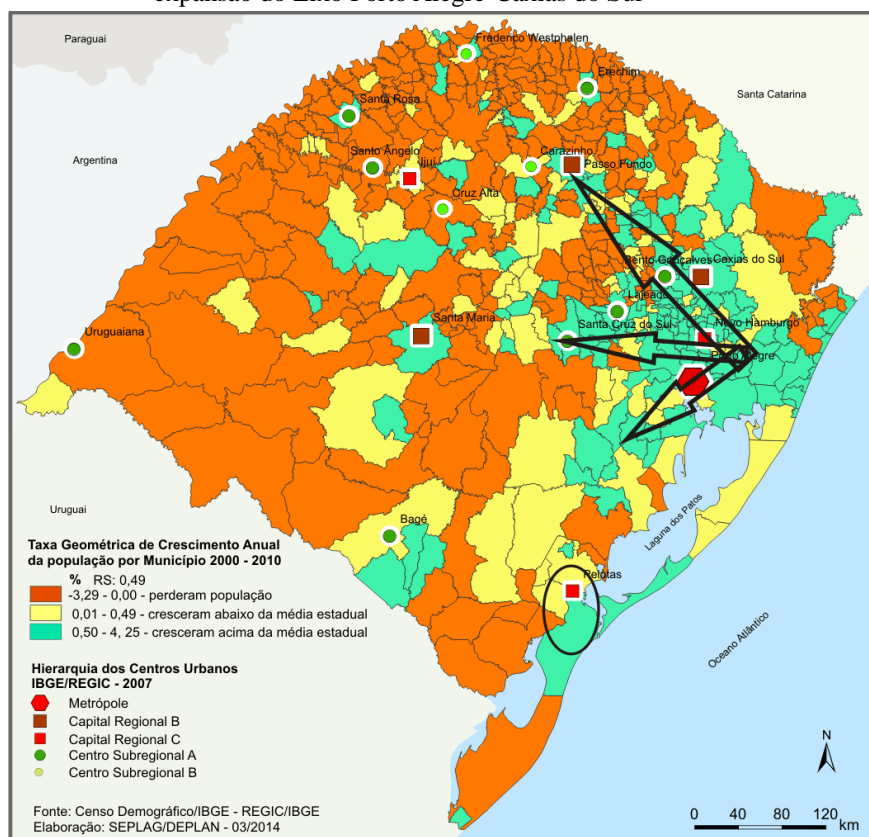 expansão do Eixo Porto Alegre-Caxias do Sul
Paraguai
Frederico Westphalen
Erechim
Santa Catarina
Santa Rosa
Argentina
Santo Ângelo
Ijuí
Carazinho
Passo Fundo
Cruz Alta
Bento Gonçalves
Caxias do Sul
Lajeado
Santa Maria
Santa Cruz do Sul
Novo Hamburgo
Uruguaiana
Porto Alegre
Laguna dos Patos
Uruguai
Bagé
Pelotas
Oceano Atlântico
Taxa Geométrica de Crescimento Anual
da população por Município 2000 - 2010
% RS: 0,49
-3,29 - 0,00 - perderam população
0,01 - 0,49 - cresceram abaixo da média estadual
0,50 - 4, 25 - cresceram acima da média estadual
Hierarquia dos Centros Urbanos
IBGE/REGIC - 2007
Metrópole
Capital Regional B
Capital Regional C
Centro Subregional A
Centro Subregional B
Fonte: Censo Demográfico/IBGE - REGIC/IBGE
Elaboração: SEPLAG/DEPLAN - 03/2014
N
0 40 80 120
km